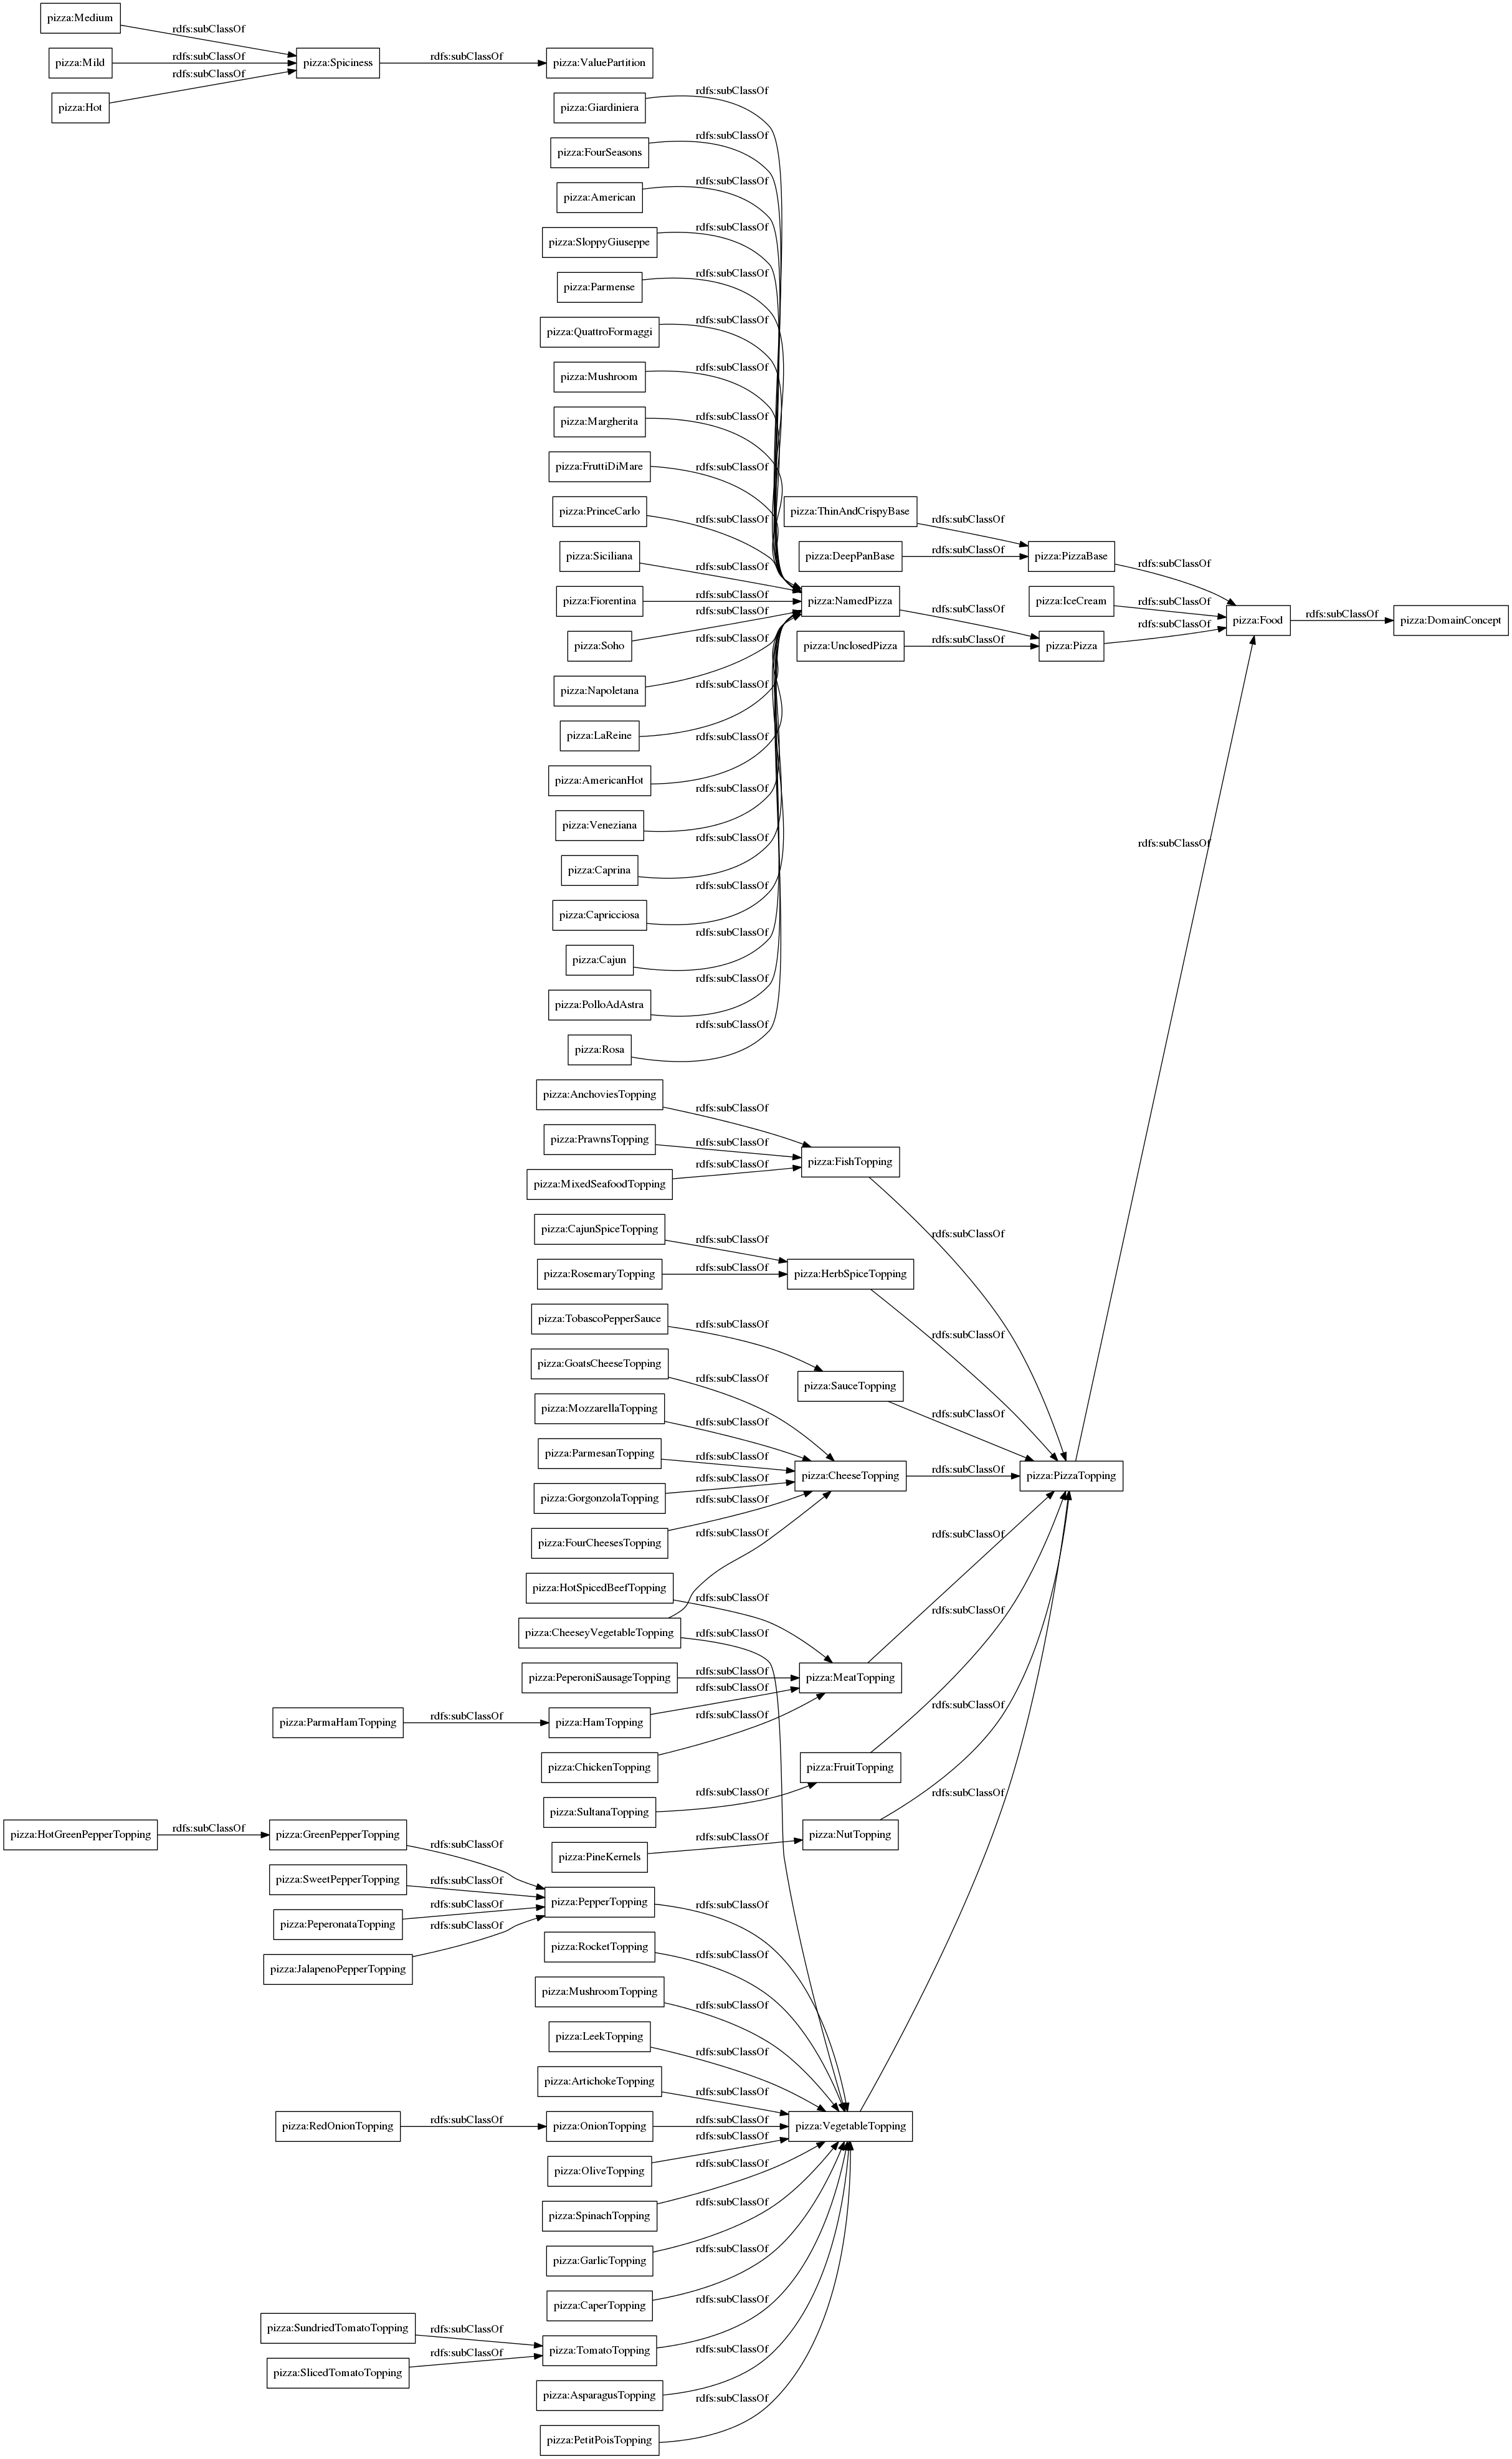 pizza:Medium
rdfs:subClassOf
pizza:Mild
rdfs:subClassOf
pizza:Spiciness
rdfs:subClassOf
pizza:ValuePartition
rdfs:subClassOf
pizza:Hot
pizza:Giardiniera
rdfs:subClassOf
pizza:FourSeasons
rdfs:subClassOf
pizza:American
rdfs:subClassOf
pizza:SloppyGiuseppe
rdfs:subClassOf
pizza:Parmense
rdfs:subClassOf
pizza:QuattroFormaggi
rdfs:subClassOf
pizza:Mushroom
rdfs:subClassOf
pizza:Margherita
rdfs:subClassOf
pizza:FruttiDiMare
rdfs:subClassOf
pizza:PrinceCarlo
rdfs:subClassOf
pizza:ThinAndCrispyBase
rdfs:subClassOf
pizza:Siciliana
rdfs:subClassOf
pizza:DeepPanBase
rdfs:subClassOf
pizza:PizzaBase
rdfs:subClassOf
pizza:Fiorentina
rdfs:subClassOf
pizza:NamedPizza
rdfs:subClassOf
pizza:IceCream
rdfs:subClassOf
pizza:Food
rdfs:subClassOf
pizza:DomainConcept
pizza:Soho
rdfs:subClassOf
pizza:UnclosedPizza
rdfs:subClassOf
pizza:Pizza
rdfs:subClassOf
pizza:Napoletana
rdfs:subClassOf
pizza:LaReine
rdfs:subClassOf
pizza:AmericanHot
rdfs:subClassOf
pizza:Veneziana
rdfs:subClassOf
pizza:Caprina
rdfs:subClassOf
rdfs:subClassOf
pizza:Capricciosa
rdfs:subClassOf
pizza:Cajun
rdfs:subClassOf
pizza:PolloAdAstra
rdfs:subClassOf
pizza:Rosa
rdfs:subClassOf
pizza:AnchoviesTopping
rdfs:subClassOf
pizza:PrawnsTopping
rdfs:subClassOf
pizza:FishTopping
pizza:MixedSeafoodTopping
rdfs:subClassOf
rdfs:subClassOf
pizza:CajunSpiceTopping
rdfs:subClassOf
pizza:RosemaryTopping
rdfs:subClassOf
pizza:HerbSpiceTopping
rdfs:subClassOf
pizza:TobascoPepperSauce
rdfs:subClassOf
pizza:SauceTopping
rdfs:subClassOf
pizza:GoatsCheeseTopping
rdfs:subClassOf
pizza:MozzarellaTopping
rdfs:subClassOf
pizza:ParmesanTopping
rdfs:subClassOf
pizza:CheeseTopping
rdfs:subClassOf
pizza:PizzaTopping
pizza:GorgonzolaTopping
rdfs:subClassOf
pizza:FourCheesesTopping
rdfs:subClassOf
rdfs:subClassOf
rdfs:subClassOf
pizza:HotSpicedBeefTopping
rdfs:subClassOf
pizza:CheeseyVegetableTopping
rdfs:subClassOf
rdfs:subClassOf
pizza:PeperoniSausageTopping
rdfs:subClassOf
pizza:MeatTopping
pizza:ParmaHamTopping
rdfs:subClassOf
pizza:HamTopping
rdfs:subClassOf
rdfs:subClassOf
pizza:ChickenTopping
rdfs:subClassOf
pizza:FruitTopping
pizza:SultanaTopping
rdfs:subClassOf
rdfs:subClassOf
pizza:HotGreenPepperTopping
rdfs:subClassOf
pizza:GreenPepperTopping
rdfs:subClassOf
pizza:PineKernels
rdfs:subClassOf
pizza:NutTopping
pizza:SweetPepperTopping
rdfs:subClassOf
pizza:PepperTopping
rdfs:subClassOf
pizza:PeperonataTopping
rdfs:subClassOf
pizza:JalapenoPepperTopping
rdfs:subClassOf
pizza:RocketTopping
rdfs:subClassOf
pizza:MushroomTopping
rdfs:subClassOf
pizza:LeekTopping
rdfs:subClassOf
pizza:ArtichokeTopping
rdfs:subClassOf
pizza:RedOnionTopping
rdfs:subClassOf
pizza:OnionTopping
rdfs:subClassOf
pizza:VegetableTopping
pizza:OliveTopping
rdfs:subClassOf
pizza:SpinachTopping
rdfs:subClassOf
pizza:GarlicTopping
rdfs:subClassOf
pizza:CaperTopping
rdfs:subClassOf
pizza:SundriedTomatoTopping
rdfs:subClassOf
pizza:TomatoTopping
rdfs:subClassOf
pizza:SlicedTomatoTopping
rdfs:subClassOf
pizza:AsparagusTopping
rdfs:subClassOf
pizza:PetitPoisTopping
rdfs:subClassOf